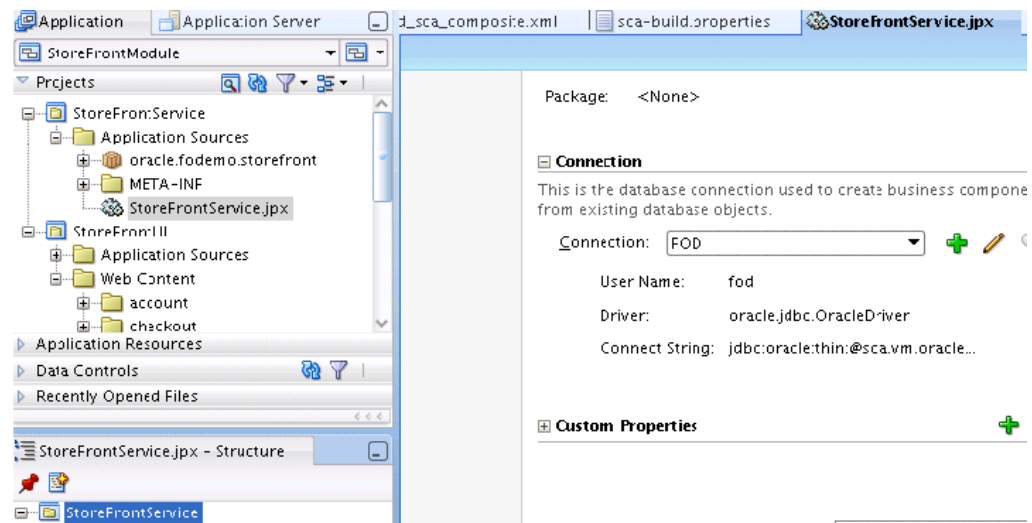 Application
Application Server
d_sca_composite.xml
sca-build.properties
StoreFrontService.jpx
StoreFrontModule
Projects
StoreFrontService
Application Sources
oracle.fodemo.storefront
META-INF
StoreFrontService.jpx
StoreFrontUI
Application Sources
Web Content
account
checkout
Application Resources
Data Controls
Recently Opened Files
StoreFrontService.jpx - Structure
StoreFrontService
Package: <None>
Connection
This is the database connection used to create business compone
from existing database objects.
Connection: FOD
User Name: fod
Driver: oracle.jdbc.OracleDriver
Connect String: jdbc:oracle:thin:@sca.vm.oracle...
Custom Properties